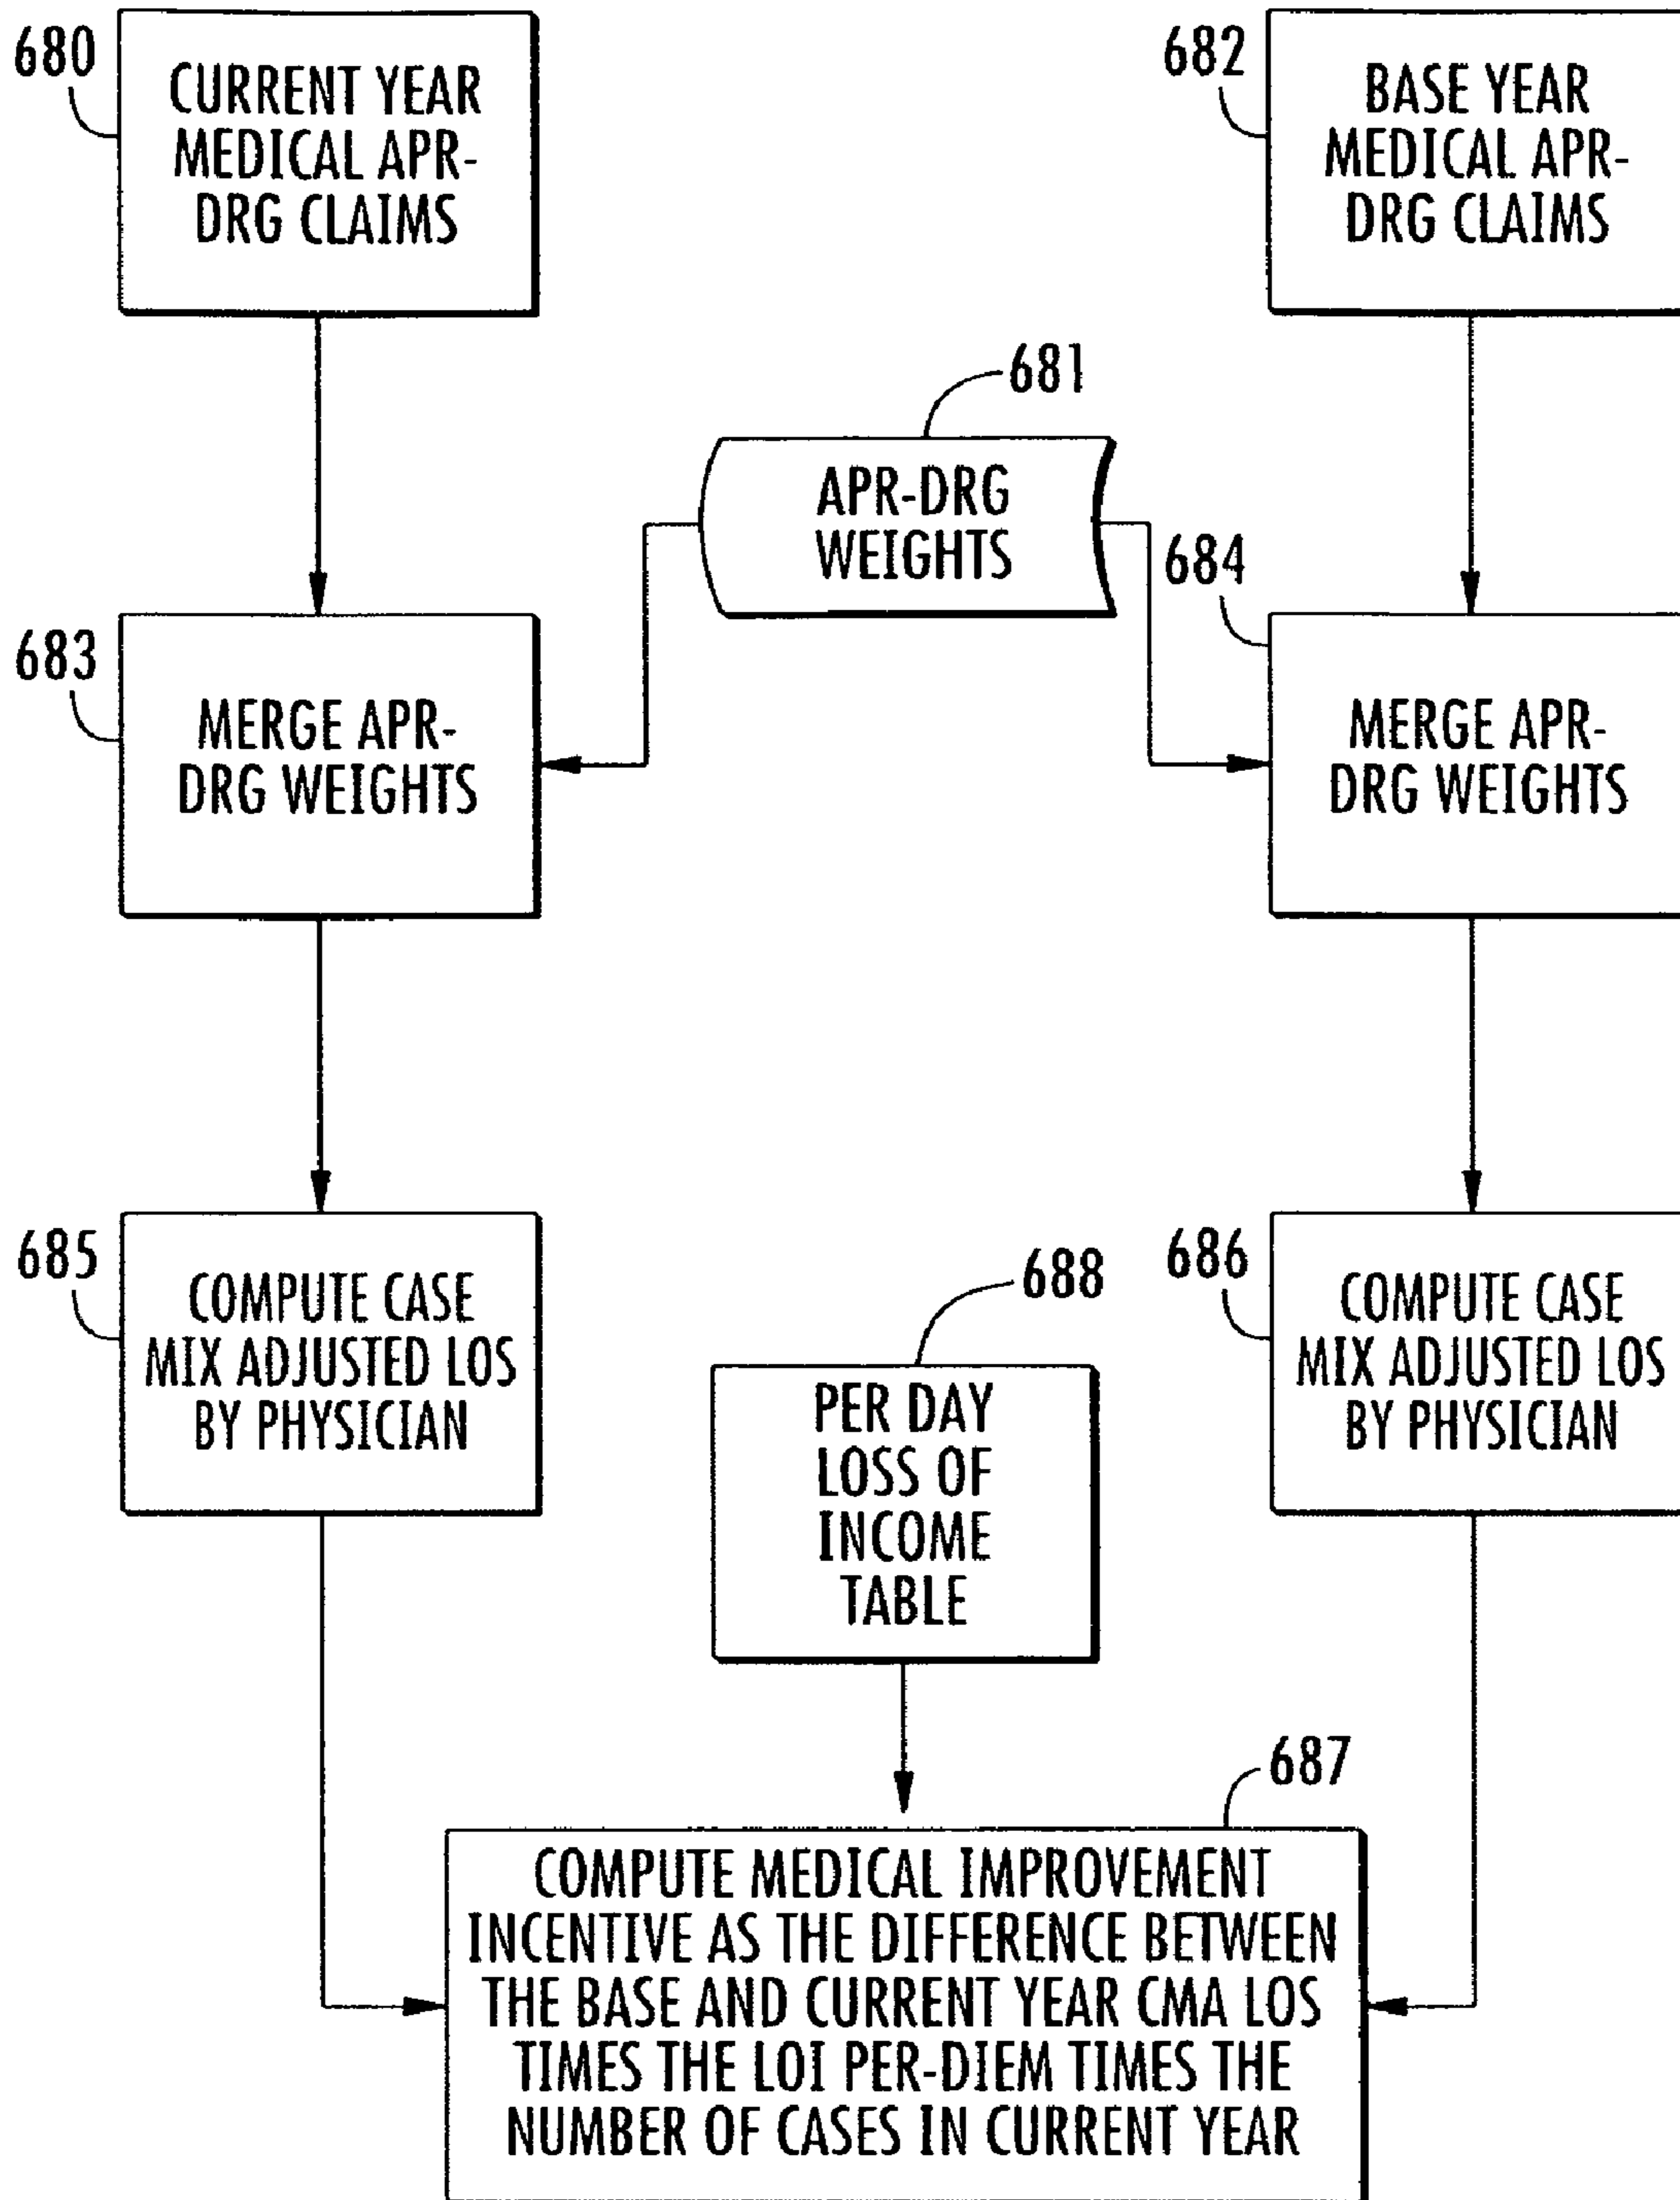 680
CURRENT YEAR
MEDICAL APR-
DRG CLAIMS
682
BASE YEAR
MEDICAL APR-
DRG CLAIMS
681
APR-DRG
WEIGHTS
683
MERGE APR-
DRG WEIGHTS
684
MERGE APR-
DRG WEIGHTS
685
COMPUTE CASE
MIX ADJUSTED LOS
BY PHYSICIAN
688
PER DAY
LOSS OF
INCOME
TABLE
686
COMPUTE CASE
MIX ADJUSTED LOS
BY PHYSICIAN
687
COMPUTE MEDICAL IMPROVEMENT
INCENTIVE AS THE DIFFERENCE BETWEEN
THE BASE AND CURRENT YEAR CMA LOS
TIMES THE LOI PER-DIEM TIMES THE
NUMBER OF CASES IN CURRENT YEAR